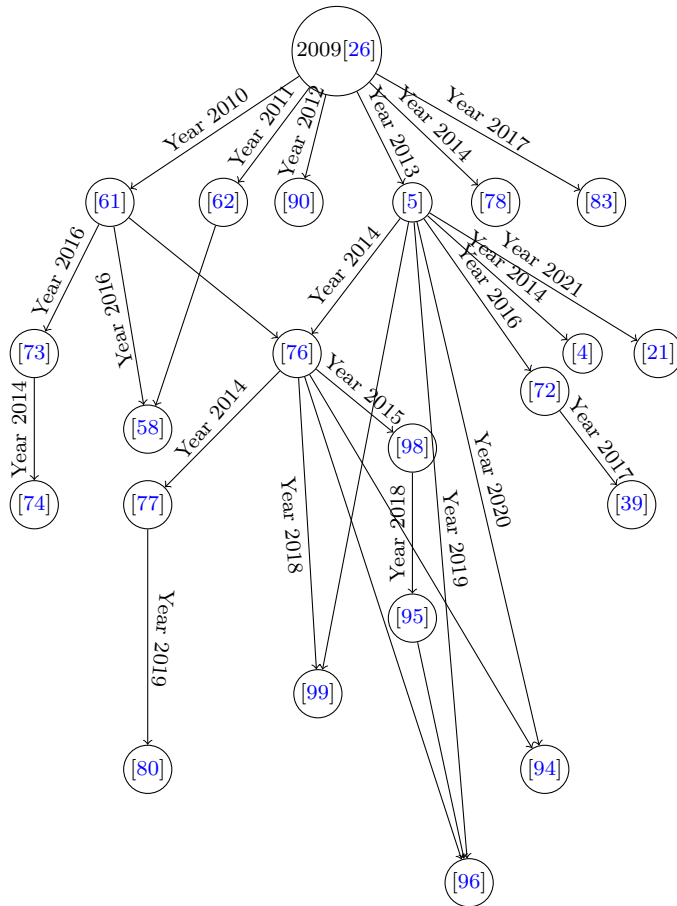 2009[26]
Year 2010
Year 2011
Year 2012
Year 2013
Year 2014
Year 2017
[61]
[62]
[90]
[5]
[78]
[83]
Year 2016
Year 2016
Year 2014
Year 2016
Year 2014
Year 2021
[73]
[76]
[4]
[21]
[72]
Year 2014
Year 2014
Year 2015
[58]
[98]
Year 2017
[74]
[77]
[39]
Year 2018
Year 2018
Year 2019
Year 2020
Year 2019
[95]
[99]
[80]
[94]
[96]